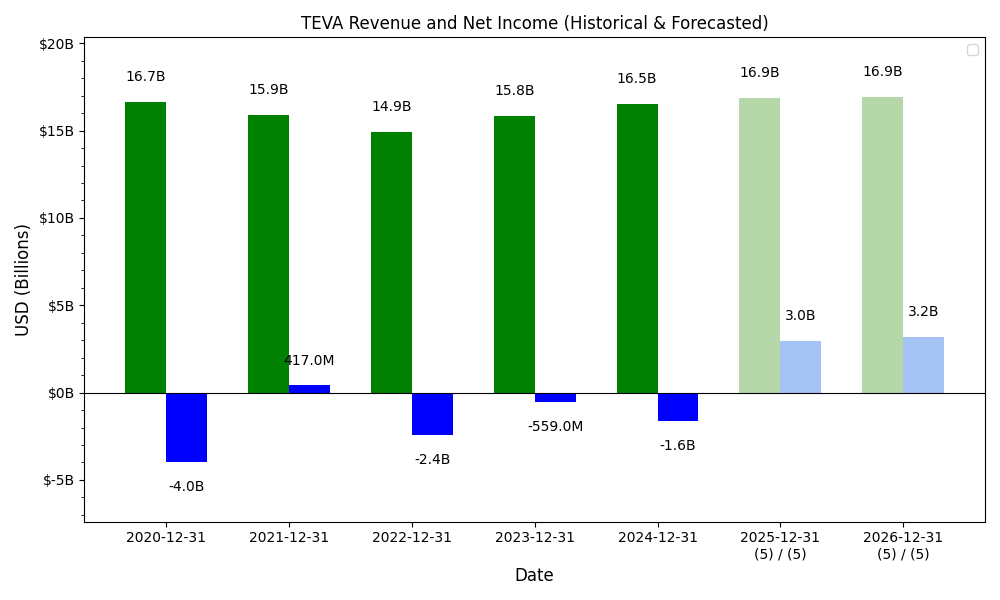 TEVA Revenue and Net Income (Historical & Forecasted)
$20B
$15B
$10B
$5B
$0B
$-5B
USD (Billions)
16.7B
15.9B
14.9B
15.8B
16.5B
16.9B
16.9B
-4.0B
417.0M
-2.4B
-559.0M
-1.6B
3.0B
3.2B
2020-12-31
2021-12-31
2022-12-31
2023-12-31
2024-12-31
2025-12-31
(5) / (5)
2026-12-31
(5) / (5)
Date